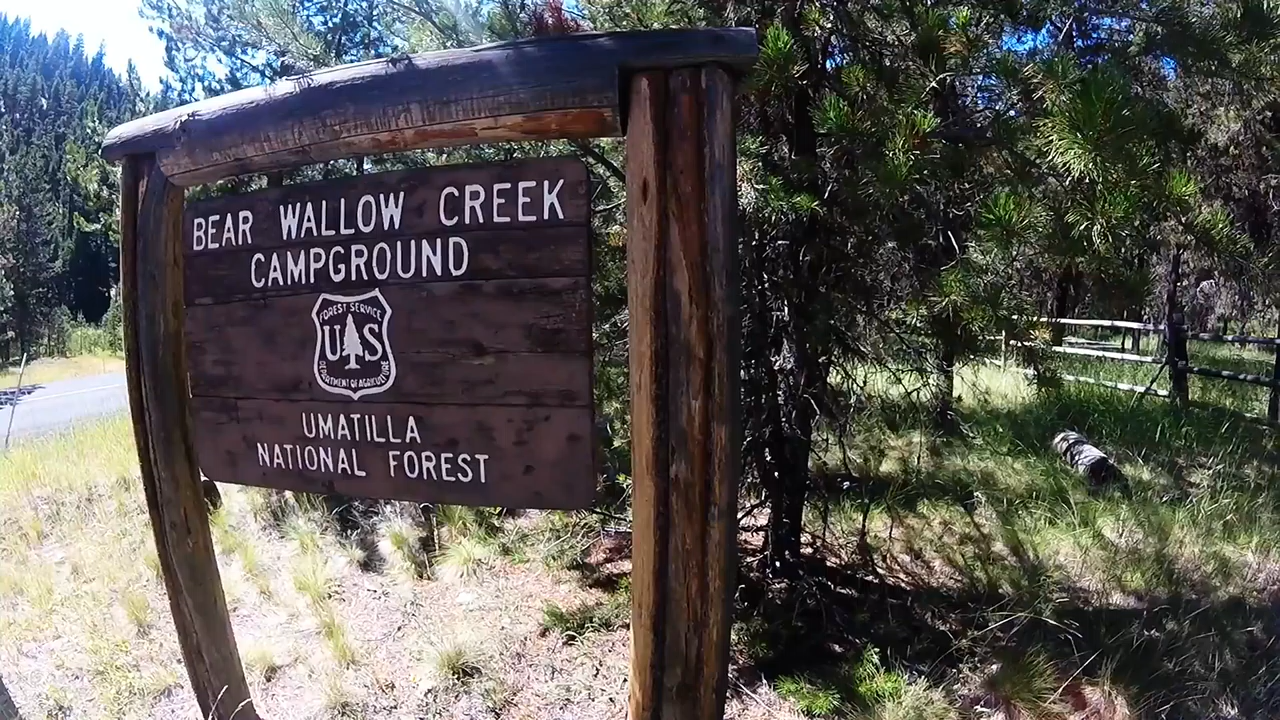 BEAR WALLOW CREEK
CAMPGROUND
FOREST SERVICE
US
DEPARTMENT OF AGRICULTURE
UMATILLA
NATIONAL FOREST